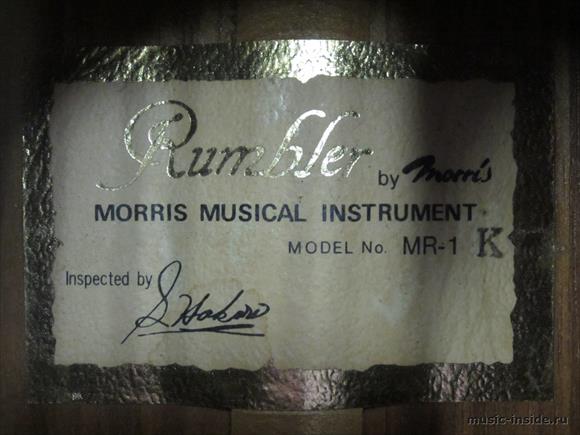 Rumbler by Morris
MORRIS MUSICAL INSTRUMENT
MODEL No. MR-1 K
Inspected by
music-inside.ru